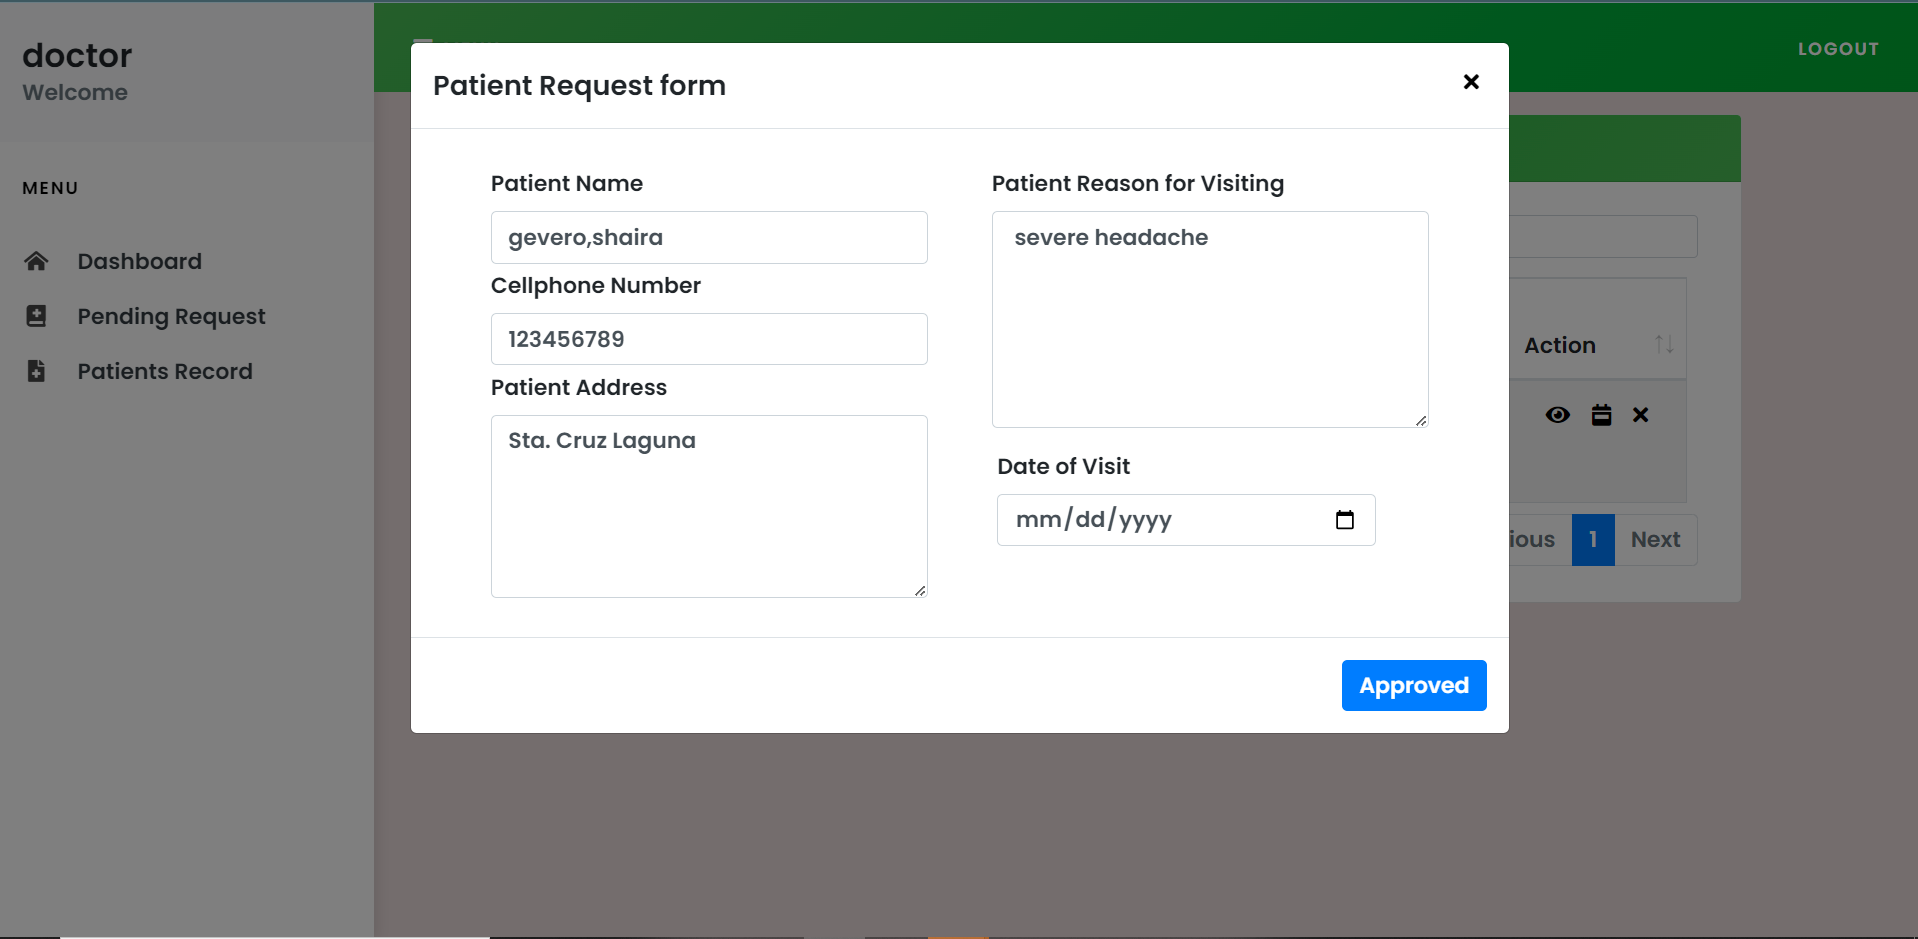 doctor
Welcome
MENU
Dashboard
Pending Request
Patients Record
LOGOUT
Patient Request form
Patient Name
gevero,shaira
Cellphone Number
123456789
Patient Address
Sta. Cruz Laguna
Patient Reason for Visiting
severe headache
Date of Visit
mm/dd/yyyy
Approved
Action
ious
1
Next